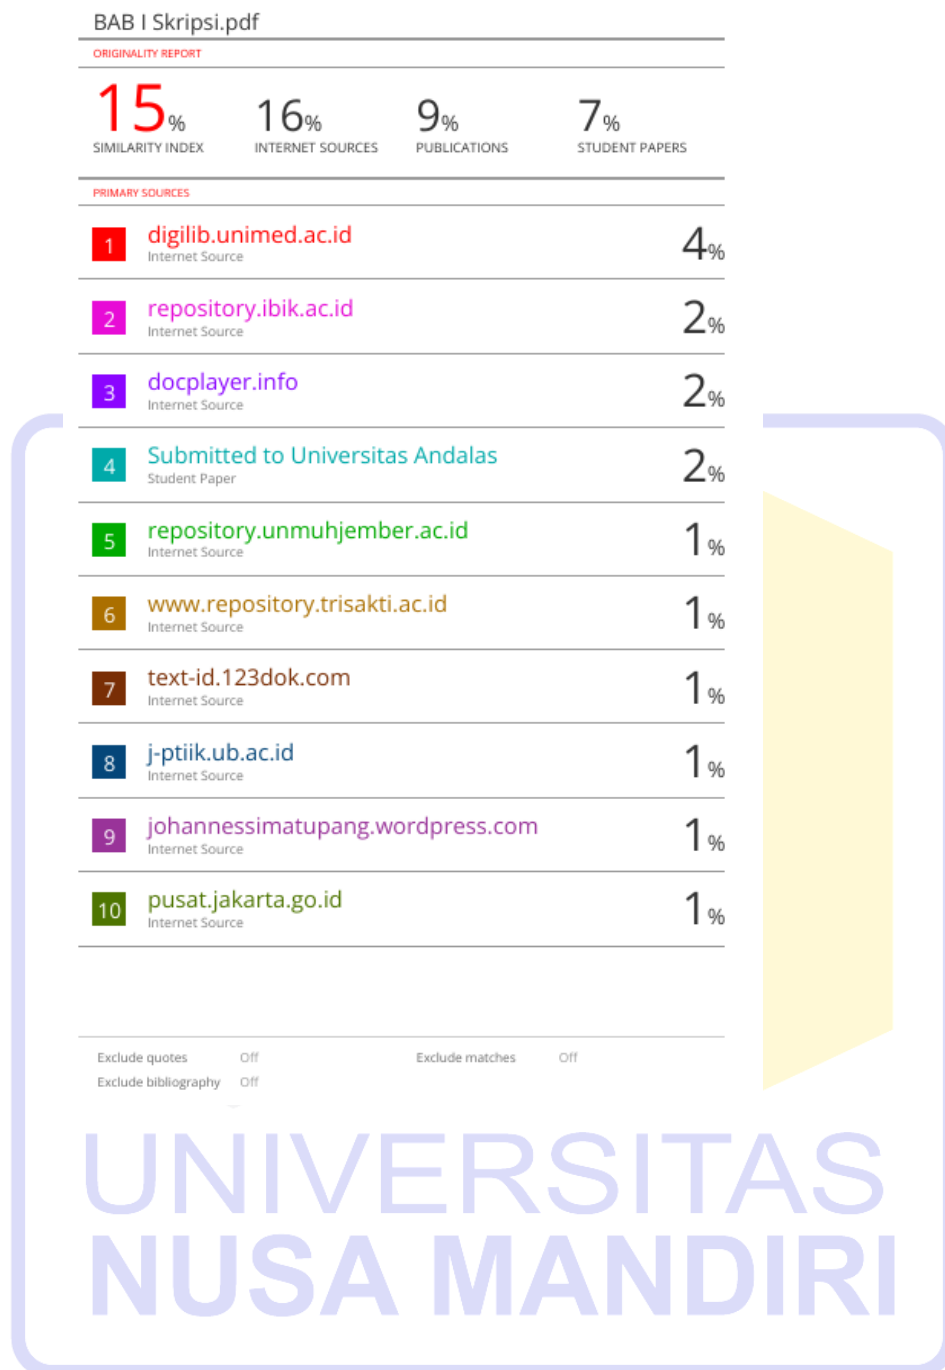 BAB I Skripsi.pdf
ORIGINALITY REPORT
15% 16% 9% 7%
SIMILARITY INDEX INTERNET SOURCES PUBLICATIONS STUDENT PAPERS
PRIMARY SOURCES
1 digilib.unimed.ac.id 4%
Internet Source
2 repository.ibik.ac.id 2%
Internet Source
3 docplayer.info 2%
Internet Source
4 Submitted to Universitas Andalas 2%
Student Paper
5 repository.unmuhjember.ac.id 1%
Internet Source
6 www.repository.trisakti.ac.id 1%
Internet Source
7 text-id.123dok.com 1%
Internet Source
8 j-ptiik.ub.ac.id 1%
Internet Source
9 johannessimatupang.wordpress.com 1%
Internet Source
10 pusat.jakarta.go.id 1%
Internet Source
Exclude quotes Off Exclude matches Off
Exclude bibliography Off
UNIVERSITAS
NUSA MANDIRI